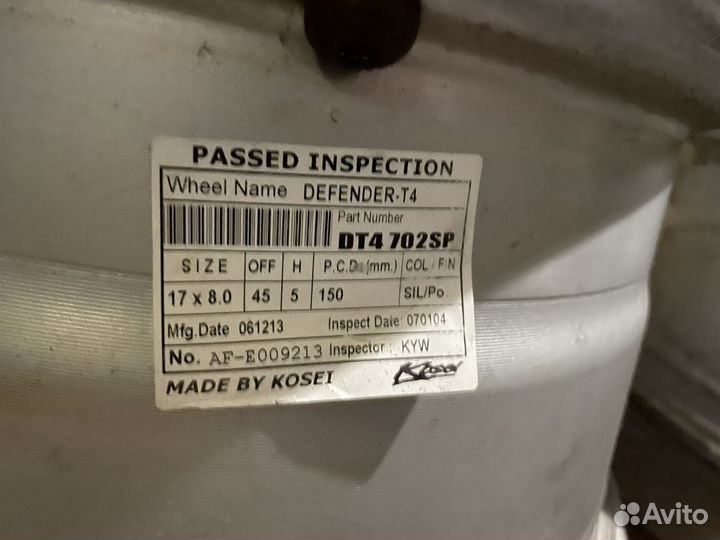 PASSED INSPECTION
Wheel Name DEFENDER-T4
Part Number
DT4 702SP
SIZE OFF H P.C.D (mm.) COL / FIN
17 x 8.0 45 5 150 SIL/Po
Mfg.Date 061213 Inspect Date: 070104
No. AF-E009213 Inspector : KYW
MADE BY KOSEI Kosei
Avito